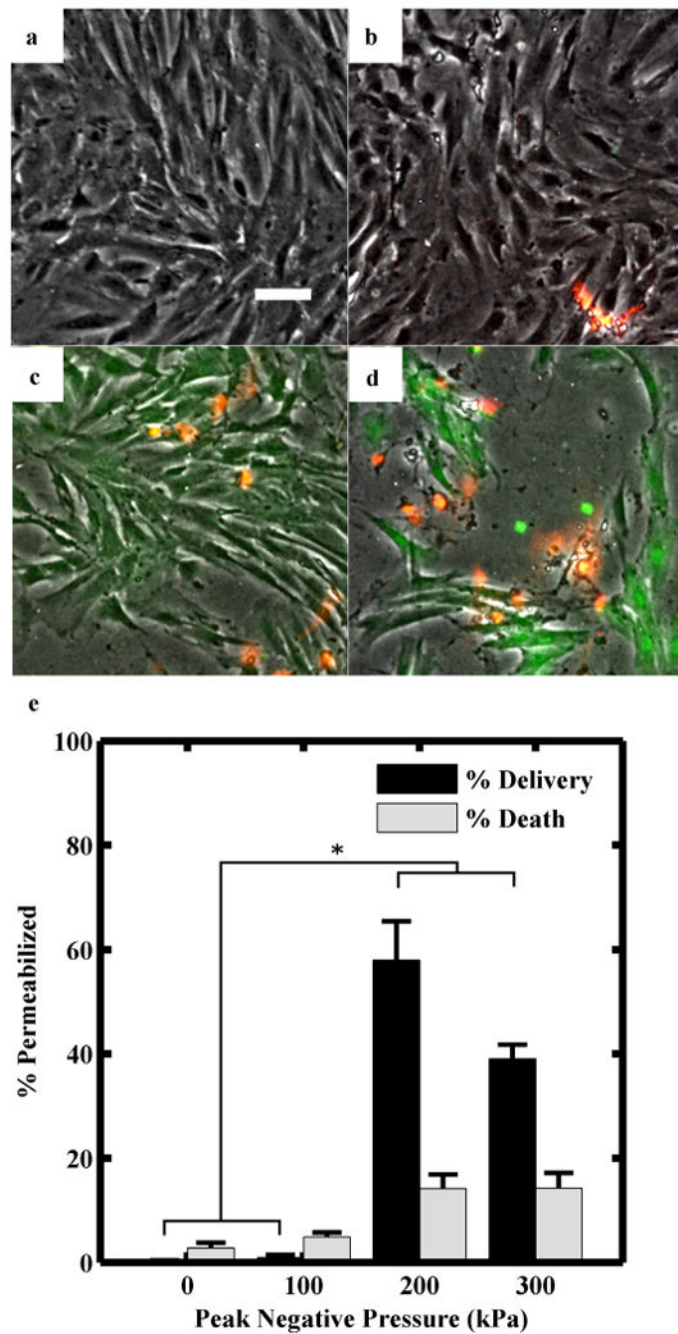 a
b
c
d
e
100
80
60
40
20
0
% Permeabilized
% Delivery
% Death
*
0 100 200 300
Peak Negative Pressure (kPa)